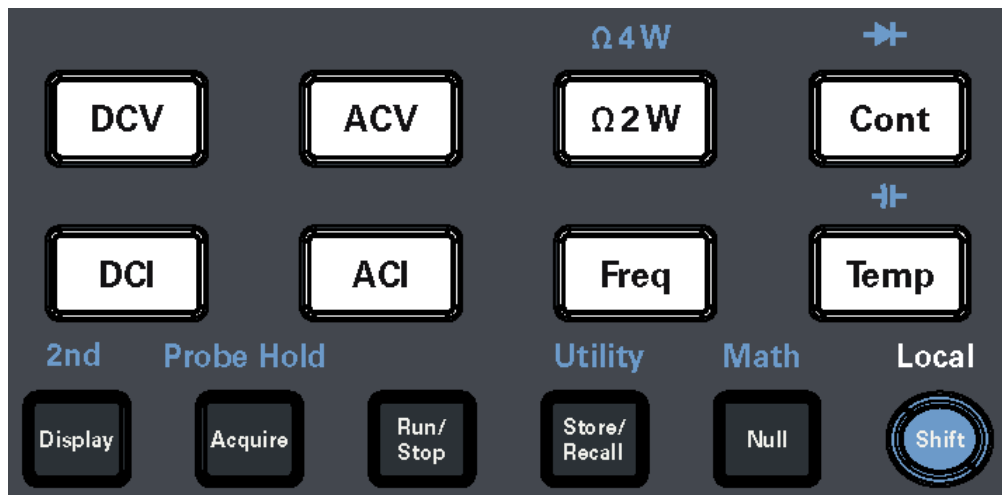 Ω4W
DCV ACV Ω2W Cont
DCI ACI Freq Temp
2nd Probe Hold Utility Math Local
Display Acquire Run/ Store/ Null Shift
Stop Recall